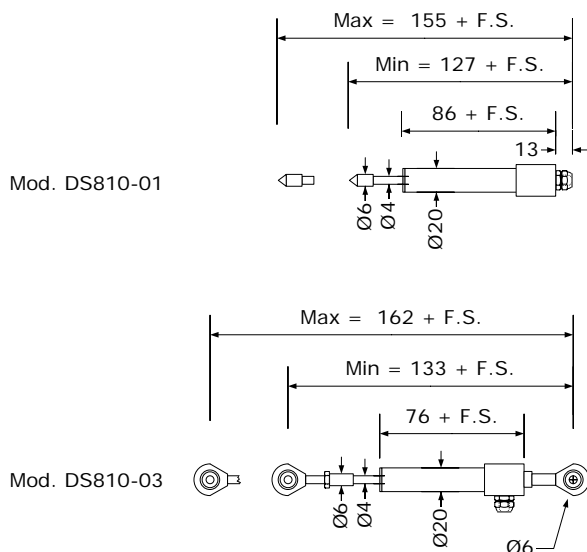 Max = 155 + F.S.
Min = 127 + F.S.
86 + F.S.
13
Mod. DS810-01
Ø6
Ø4
Ø20
Max = 162 + F.S.
Min = 133 + F.S.
76 + F.S.
Mod. DS810-03
Ø6
Ø4
Ø20
Ø6